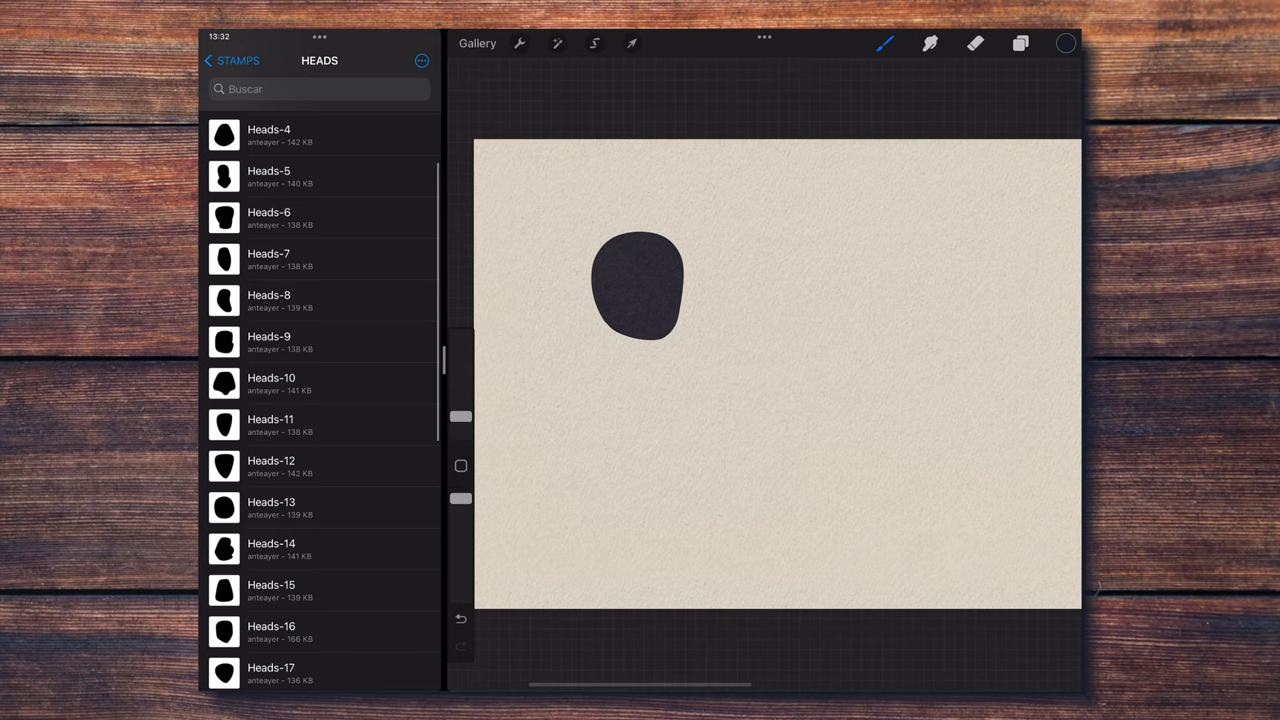 13:32
STAMPS
HEADS
Buscar
Heads-4
anteayer - 142 KB
Heads-5
anteayer - 140 KB
Heads-6
anteayer - 138 KB
Heads-7
anteayer - 138 KB
Heads-8
anteayer - 139 KB
Heads-9
anteayer - 138 KB
Heads-10
anteayer - 141 KB
Heads-11
anteayer - 138 KB
Heads-12
anteayer - 142 KB
Heads-13
anteayer - 139 KB
Heads-14
anteayer - 141 KB
Heads-15
anteayer - 139 KB
Heads-16
anteayer - 166 KB
Heads-17
anteayer - 136 KB
Gallery